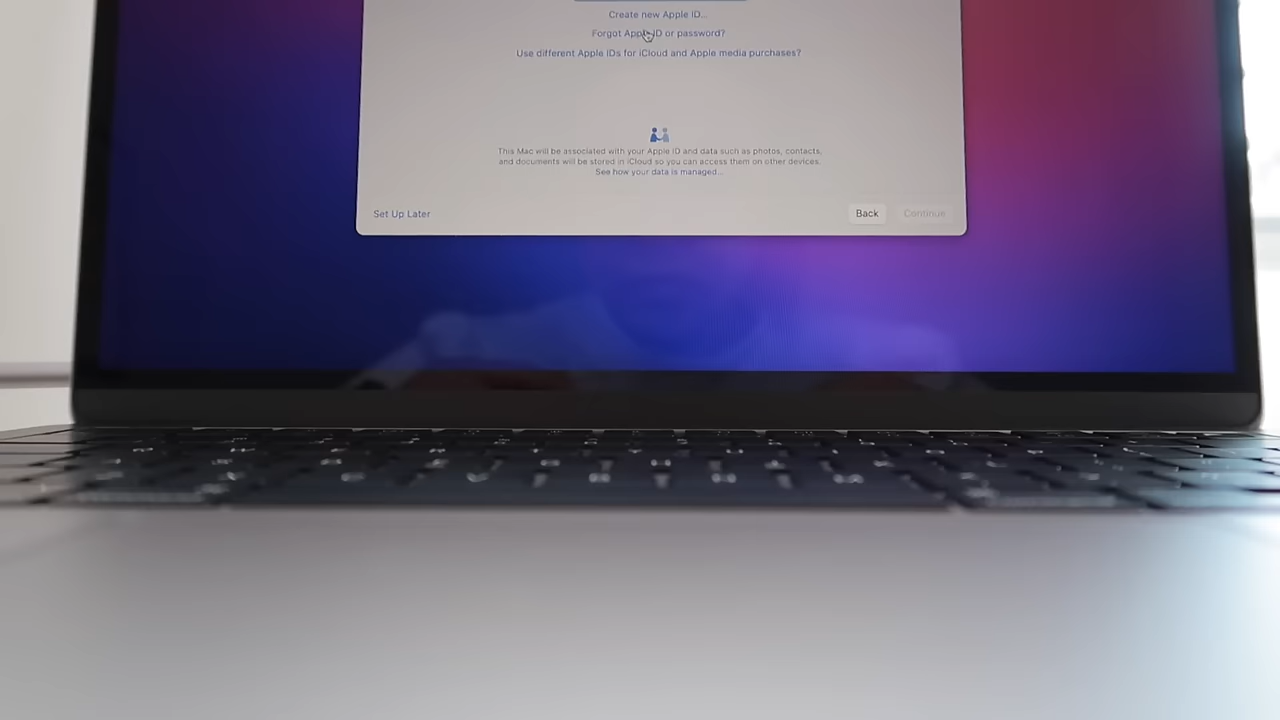 Create new Apple ID...
Forgot Apple ID or password?
Use different Apple IDs for iCloud and Apple media purchases?
This Mac will be associated with your Apple ID and data such as photos, contacts,
and documents will be stored in iCloud so you can access them on other devices.
See how your data is managed...
Set Up Later
Back
Continue